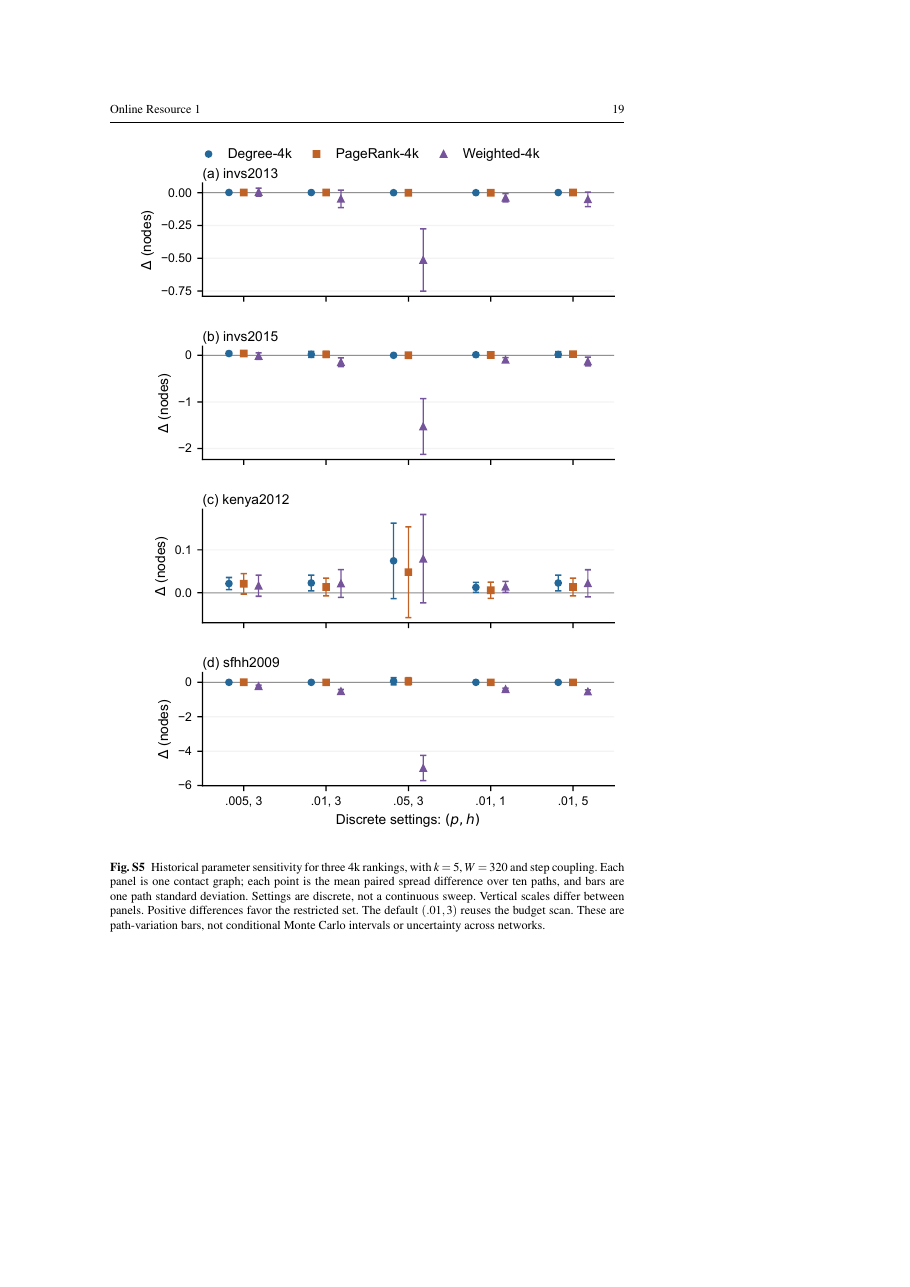 Online Resource 1 19
Degree-4k PageRank-4k Weighted-4k
(a) invs2013
0.00
−0.25
−0.50
−0.75
Δ (nodes)
(b) invs2015
0
−1
−2
Δ (nodes)
(c) kenya2012
0.1
0.0
Δ (nodes)
(d) sfhh2009
0
−2
−4
−6
Δ (nodes)
.005, 3 .01, 3 .05, 3 .01, 1 .01, 5
Discrete settings: (p, h)
Fig. S5 Historical parameter sensitivity for three 4k rankings, with k = 5, W = 320 and step coupling. Each
panel is one contact graph; each point is the mean paired spread difference over ten paths, and bars are
one path standard deviation. Settings are discrete, not a continuous sweep. Vertical scales differ between
panels. Positive differences favor the restricted set. The default (.01,3) reuses the budget scan. These are
path-variation bars, not conditional Monte Carlo intervals or uncertainty across networks.